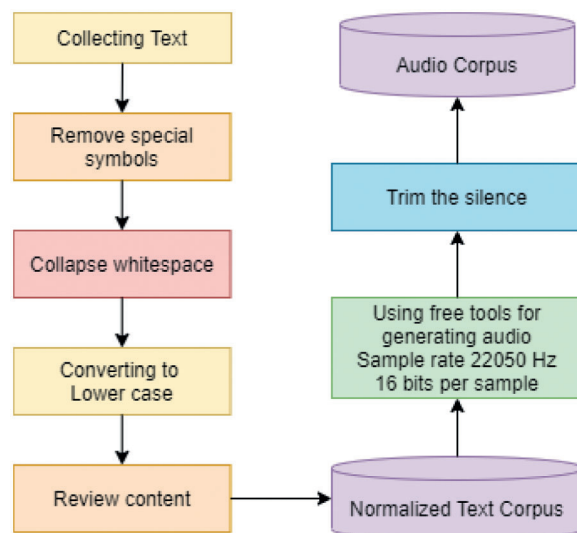 Collecting Text
Remove special
symbols
Collapse whitespace
Converting to
Lower case
Review content
Normalized Text Corpus
Using free tools for
generating audio
Sample rate 22050 Hz
16 bits per sample
Trim the silence
Audio Corpus